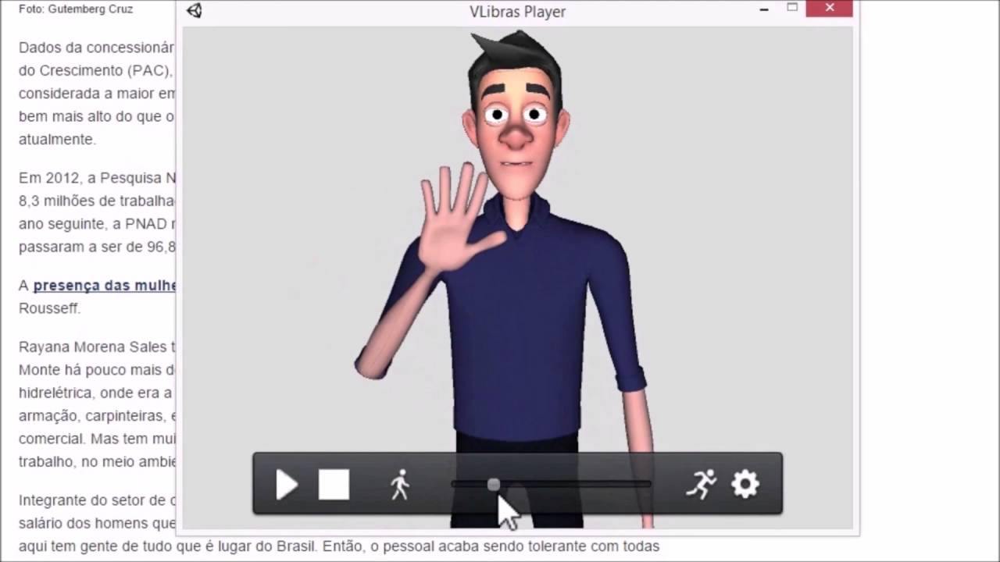 Foto: Gutemberg Cruz
VLibras Player
Dados da concessionár
do Crescimento (PAC),
considerada a maior em
bem mais alto do que o
atualmente.
Em 2012, a Pesquisa N
8,3 milhões de trabalha
ano seguinte, a PNAD r
passaram a ser de 96,8
A presença das mulhe
Rousseff.
Rayana Morena Sales t
Monte há pouco mais d
hidrelétrica, onde era a
armação, carpinteiras, e
comercial. Mas tem mui
trabalho, no meio ambie
Integrante do setor de c
salário dos homens que
aqui tem gente de tudo que é lugar do Brasil. Então, o pessoal acaba sendo tolerante com todas